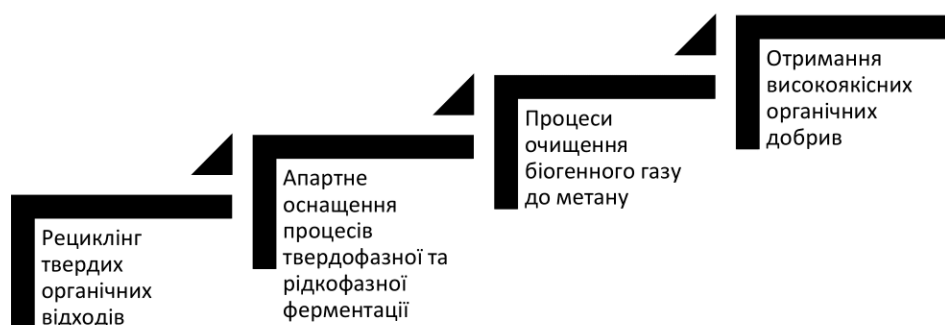 Рециклінг
твердих
органічних
відходів
Апартне
оснащення
процесів
твердофазної та
рідкофазної
ферментації
Процеси
очищення
біогенного газу
до метану
Отримання
високоякісних
органічних
добрив